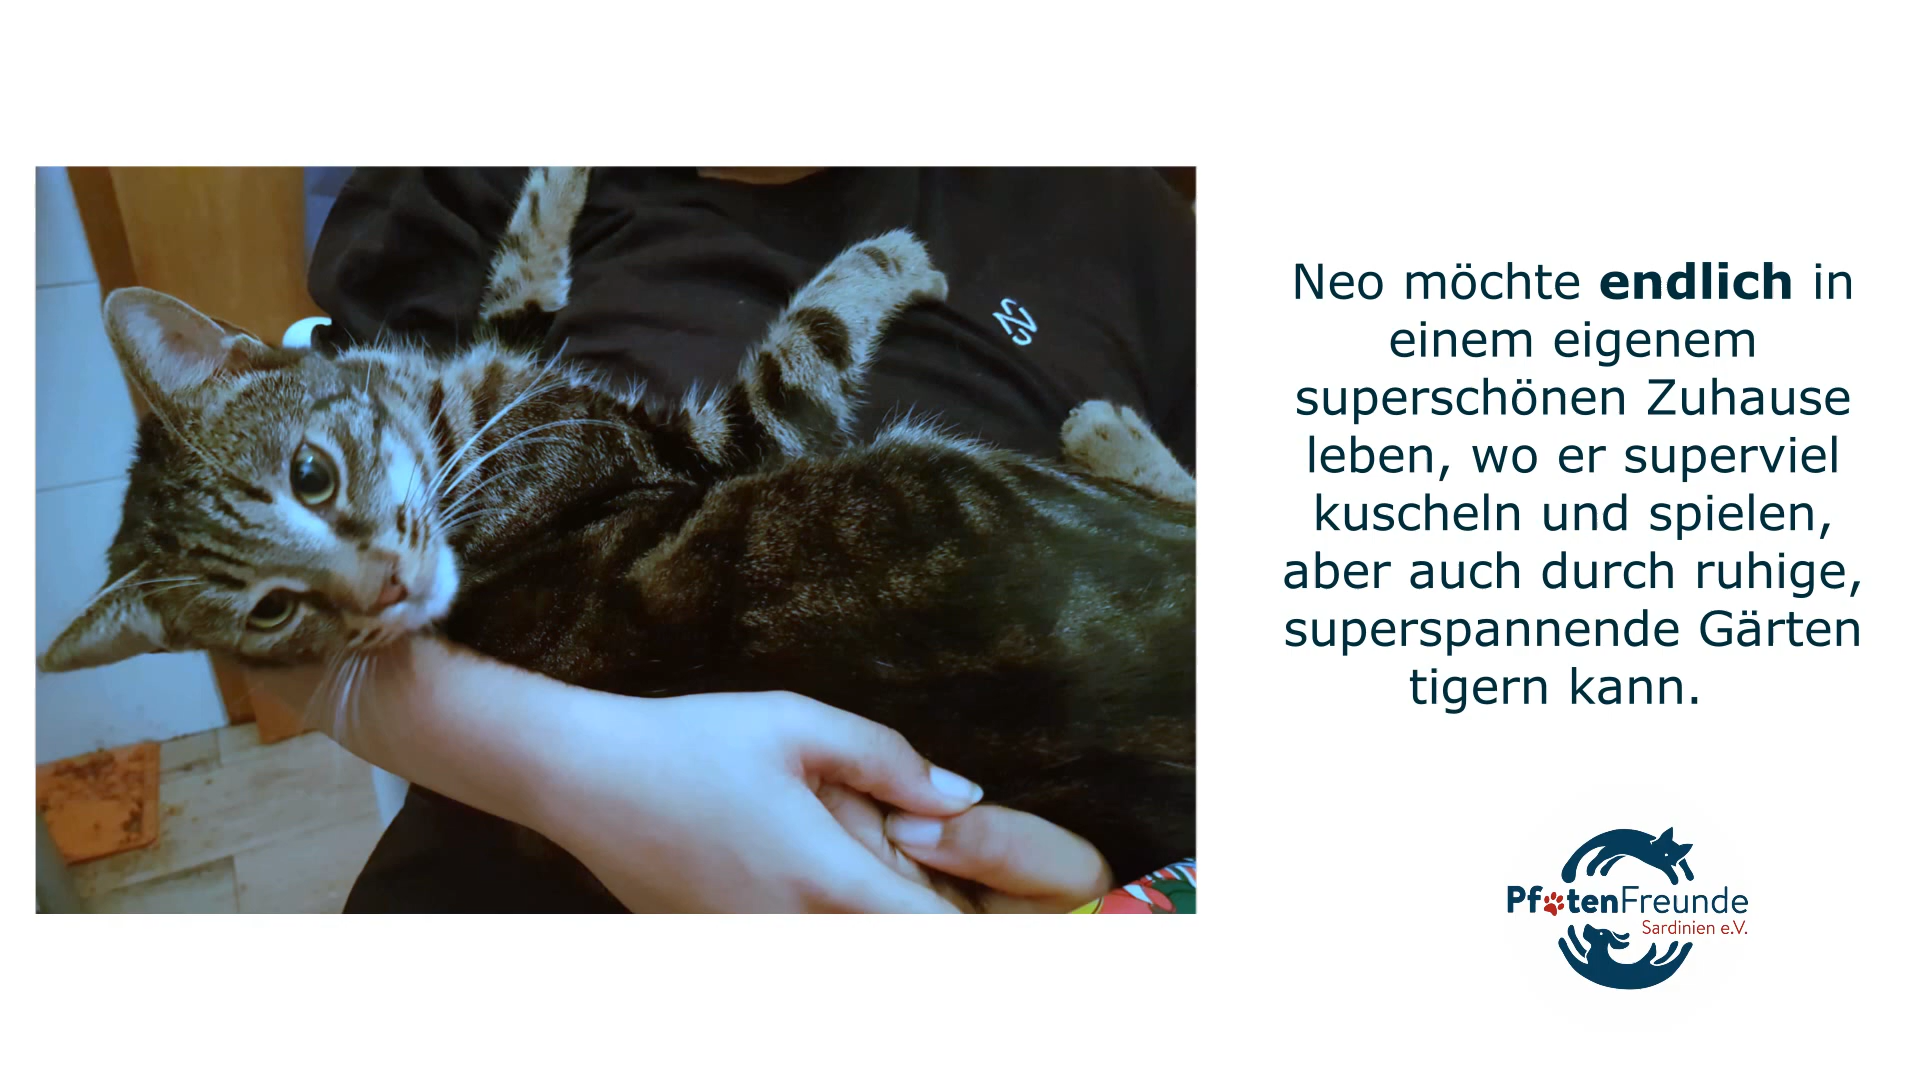 Neo möchte endlich in
einem eigenem
superschönen Zuhause
leben, wo er superviel
kuscheln und spielen,
aber auch durch ruhige,
superspannende Gärten
tigern kann.
PfotenFreunde
Sardinien e.V.